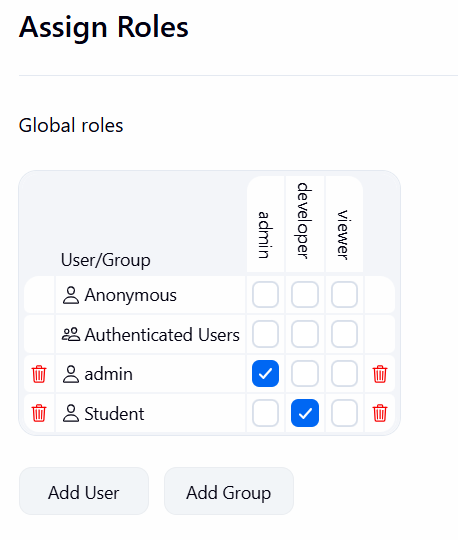 Assign Roles
Global roles
User/Group admin developer viewer
Anonymous
Authenticated Users
admin
Student
Add User Add Group